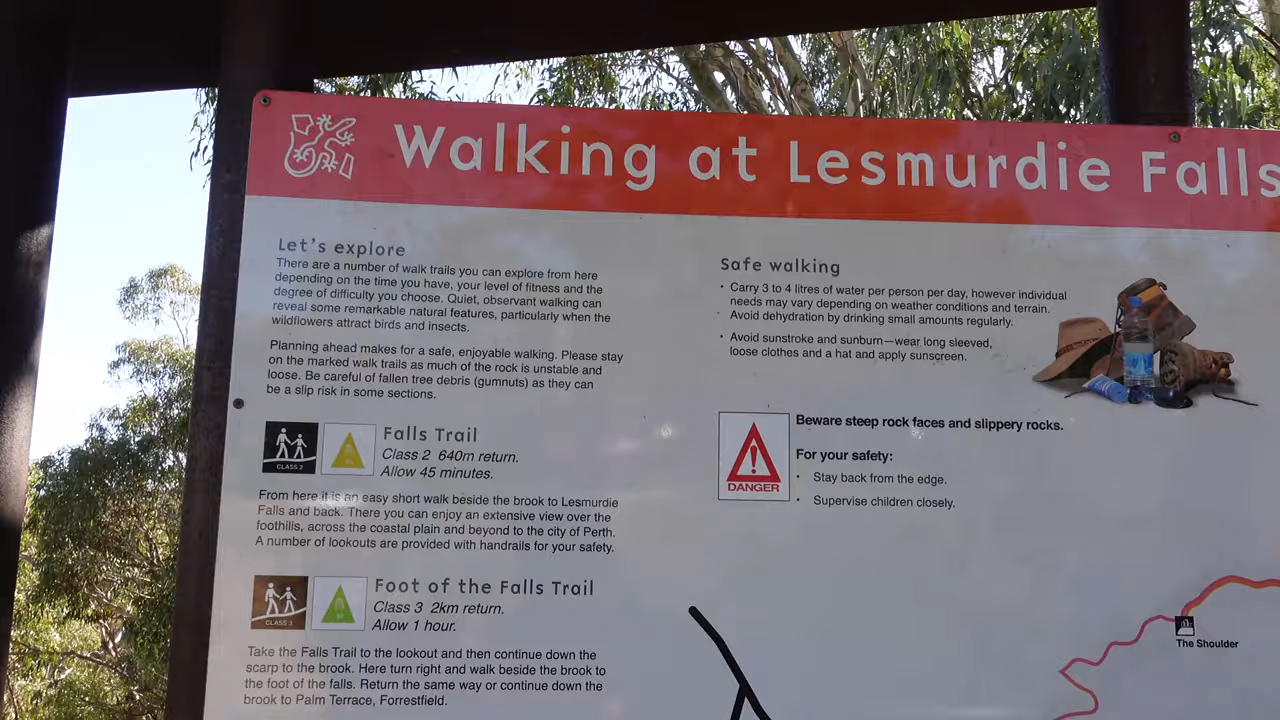 Walking at Lesmurdie Falls
Let's explore
There are a number of walk trails you can explore from here
depending on the time you have, your level of fitness and the
degree of difficulty you choose. Quiet, observant walking can
reveal some remarkable natural features, particularly when the
wildflowers attract birds and insects.
Planning ahead makes for a safe, enjoyable walking. Please stay
on the marked walk trails as much of the rock is unstable and
loose. Be careful of fallen tree debris (gumnuts) as they can
be a slip risk in some sections.
CLASS 2
Falls Trail
Class 2 640m return.
Allow 45 minutes.
From here it is an easy short walk beside the brook to Lesmurdie
Falls and back. There you can enjoy an extensive view over the
foothills, across the coastal plain and beyond to the city of Perth.
A number of lookouts are provided with handrails for your safety.
CLASS 3
Foot of the Falls Trail
Class 3 2km return.
Allow 1 hour.
Take the Falls Trail to the lookout and then continue down the
scarp to the brook. Here turn right and walk beside the brook to
the foot of the falls. Return the same way or continue down the
brook to Palm Terrace, Forrestfield.
Safe walking
• Carry 3 to 4 litres of water per person per day, however individual
needs may vary depending on weather conditions and terrain.
Avoid dehydration by drinking small amounts regularly.
• Avoid sunstroke and sunburn—wear long sleeved,
loose clothes and a hat and apply sunscreen.
DANGER
Beware steep rock faces and slippery rocks.
For your safety:
• Stay back from the edge.
• Supervise children closely.
The Shoulder